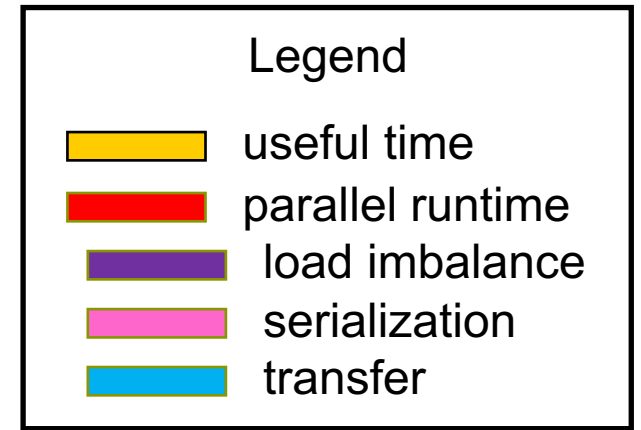 Legend
useful time
parallel runtime
load imbalance
serialization
transfer